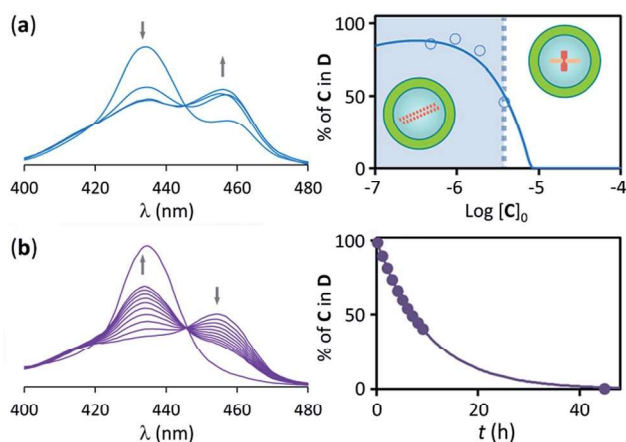 (a)
400 420 440 460 480
λ (nm)
% of C in D
100
50
0
-7 -6 -5 -4
Log [C]₀
(b)
400 420 440 460 480
λ (nm)
% of C in D
100
50
0
0 20 40
t (h)